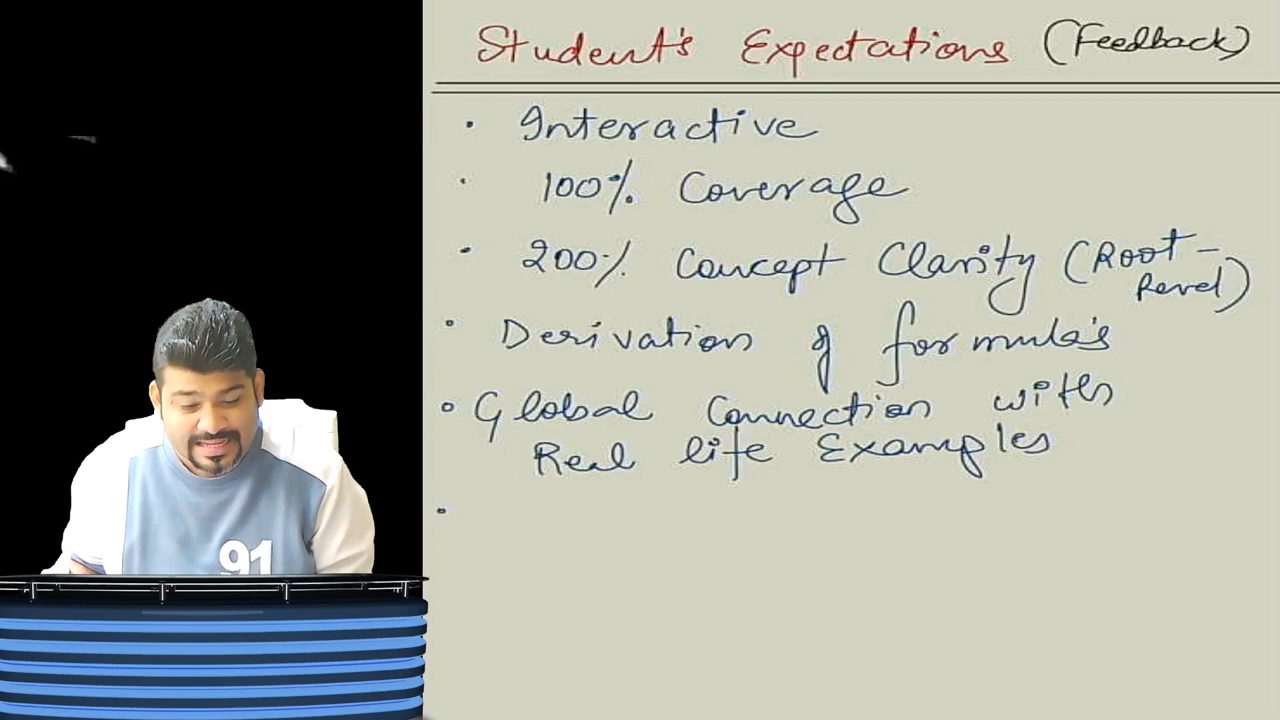 Student's Expectations (Feedback)
• Interactive
• 100% Coverage
• 200% Concept Clarity (Root-
Level)
• Derivation of formula's
• Global Connection with
Real life Examples
•
91